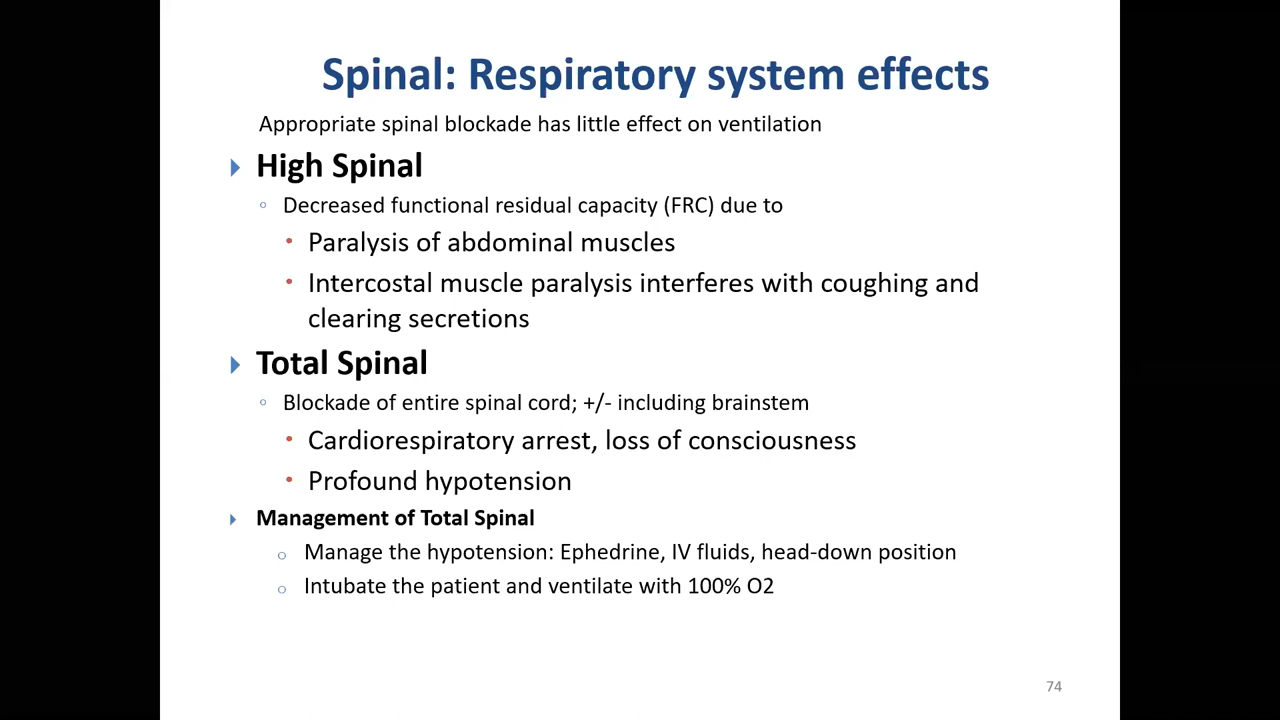 Spinal: Respiratory system effects
Appropriate spinal blockade has little effect on ventilation
High Spinal
Decreased functional residual capacity (FRC) due to
Paralysis of abdominal muscles
Intercostal muscle paralysis interferes with coughing and
clearing secretions
Total Spinal
Blockade of entire spinal cord; +/- including brainstem
Cardiorespiratory arrest, loss of consciousness
Profound hypotension
Management of Total Spinal
Manage the hypotension: Ephedrine, IV fluids, head-down position
Intubate the patient and ventilate with 100% O2
74